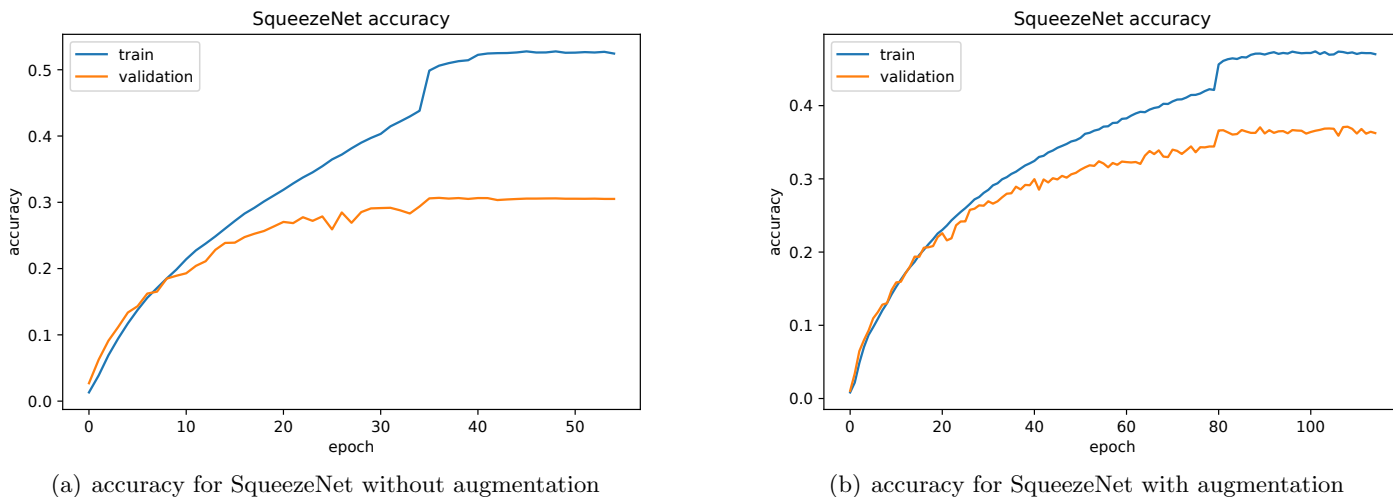 SqueezeNet accuracy
train
validation
0.5
0.4
0.3
0.2
0.1
0.0
accuracy
0 10 20 30 40 50
epoch
(a) accuracy for SqueezeNet without augmentation
SqueezeNet accuracy
train
validation
0.4
0.3
0.2
0.1
0.0
accuracy
0 20 40 60 80 100
epoch
(b) accuracy for SqueezeNet with augmentation